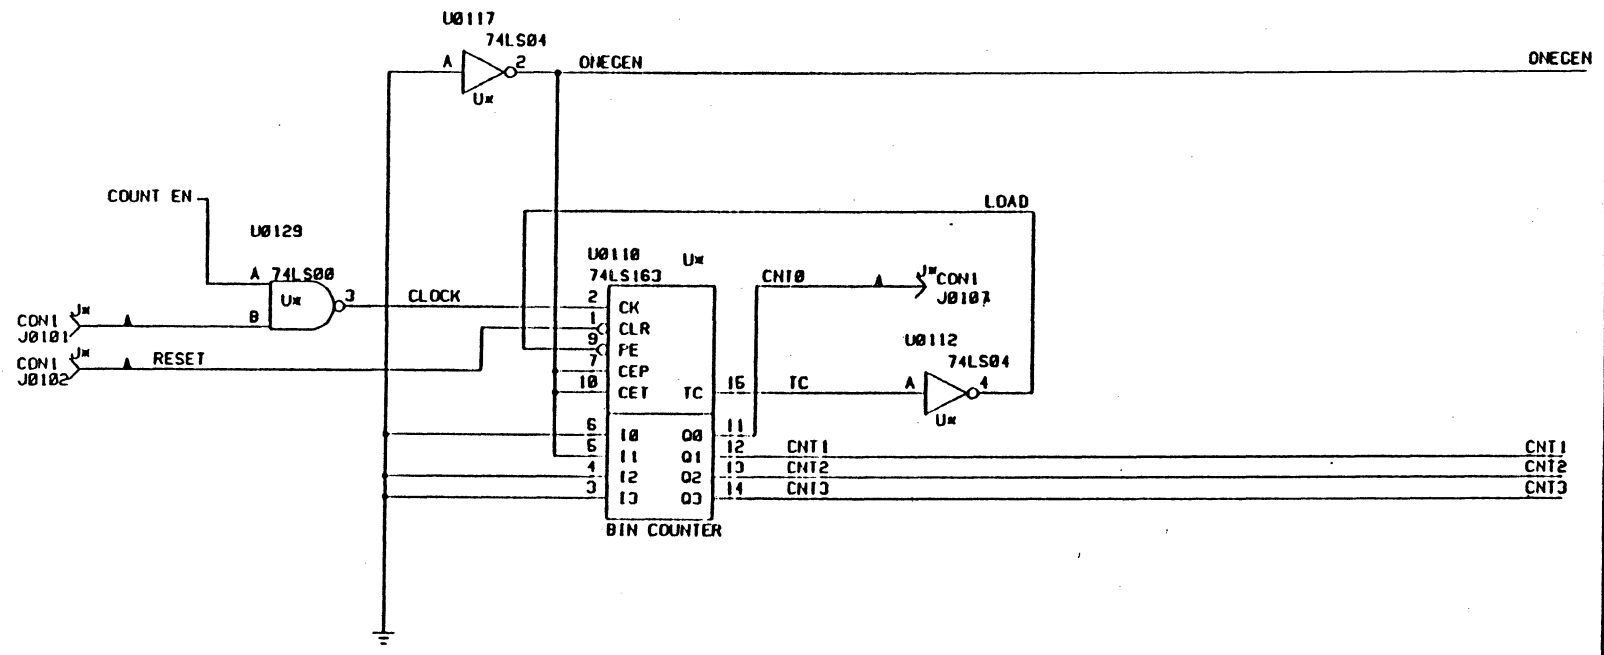 U0117
74LS04
A
2
ONEGEN
ONEGEN
U*
COUNT EN
LOAD
U0129
U0110
U*
A 74LS00
74LS163
CNT0
A
J*
CON1
J0107
U*
3
CLOCK
2
CK
CON1
J*
A
B
1
CLR
J0101
9
PE
U0112
CON1
J*
A
RESET
7
CEP
74LS04
J0102
10
CET
TC
16
TC
A
4
U*
6
I0
Q0
11
5
I1
Q1
12
CNT1
CNT1
4
I2
Q2
13
CNT2
CNT2
3
I3
Q3
14
CNT3
CNT3
BIN COUNTER